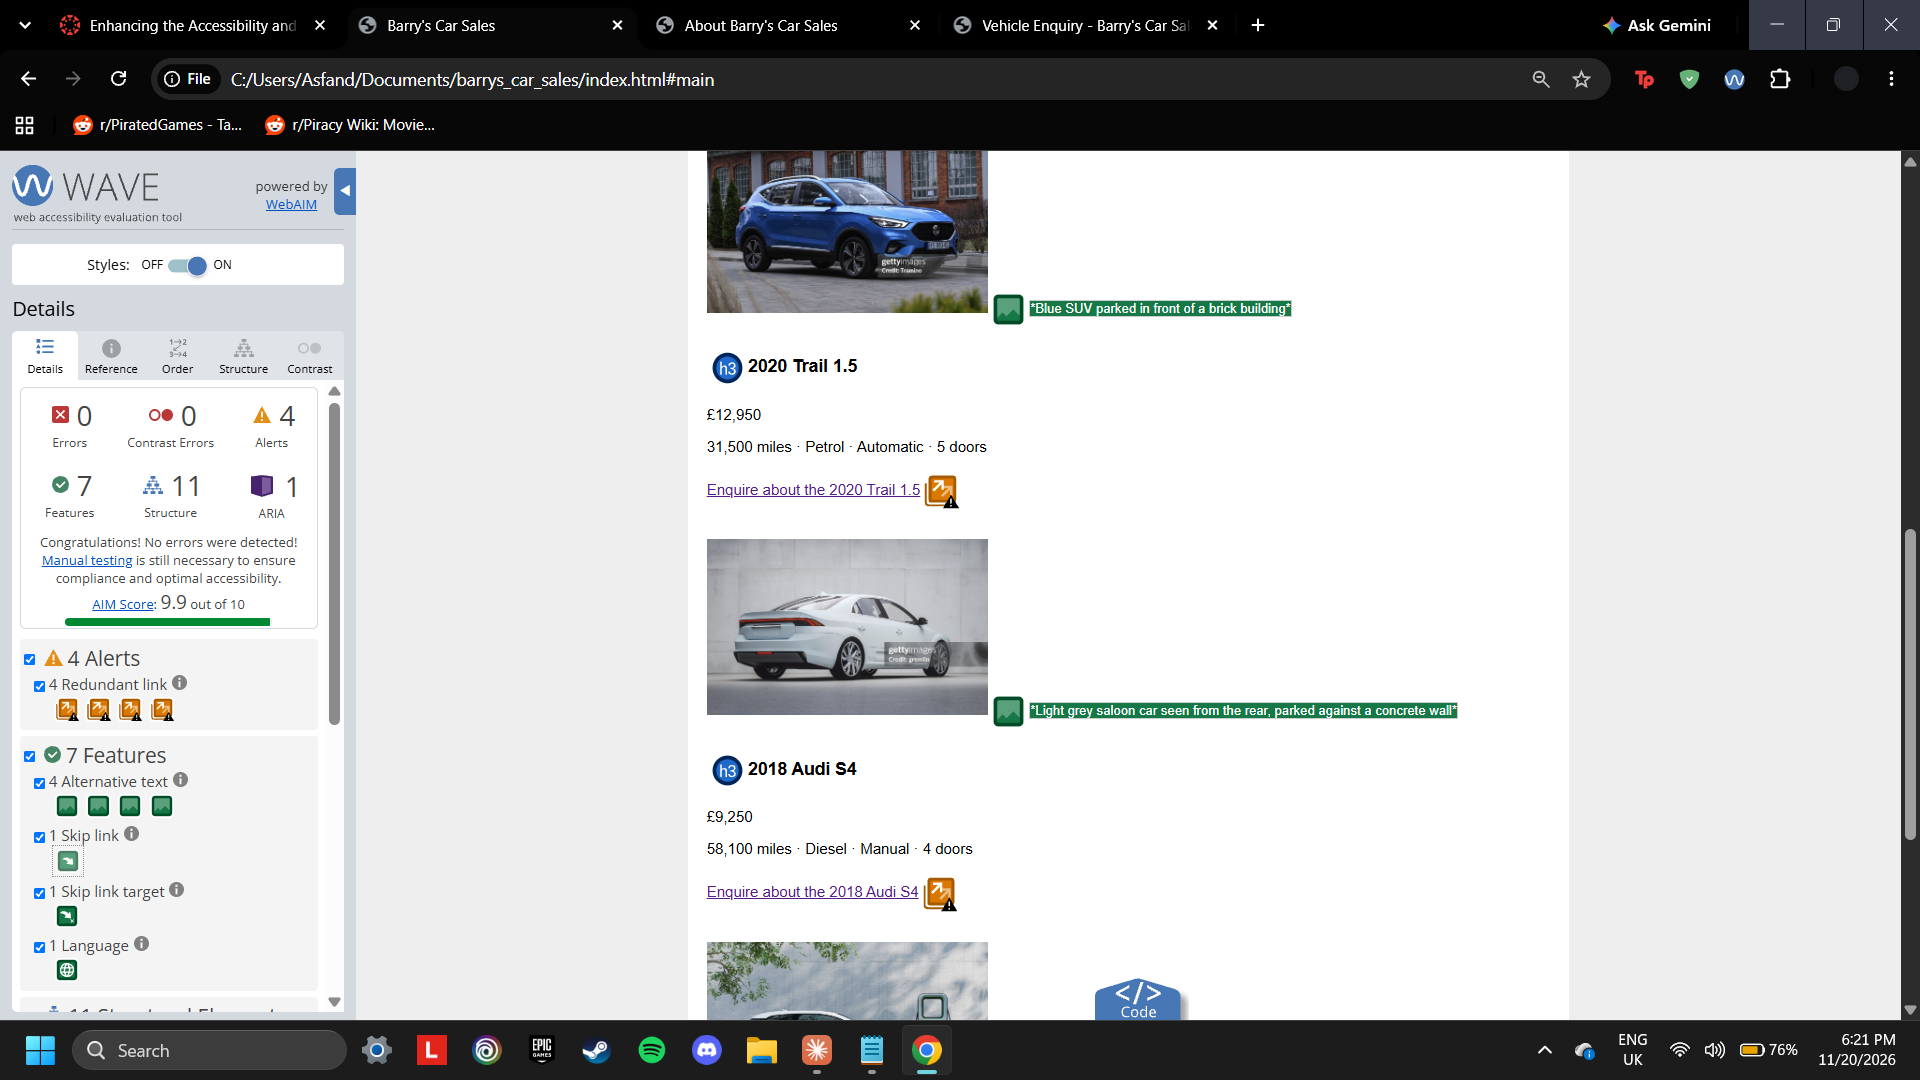 Enhancing the Accessibility and
Barry's Car Sales
About Barry's Car Sales
Vehicle Enquiry - Barry's Car Sal
Ask Gemini
File
C:/Users/Asfand/Documents/barrys_car_sales/index.html#main
Tp
r/PiratedGames - Ta...
r/Piracy Wiki: Movie...
WAVE
web accessibility evaluation tool
powered by
WebAIM
Styles: OFF ON
Details
Details
Reference
Order
Structure
Contrast
0
Errors
0
Contrast Errors
4
Alerts
7
Features
11
Structure
1
ARIA
Congratulations! No errors were detected!
Manual testing is still necessary to ensure
compliance and optimal accessibility.
AIM Score: 9.9 out of 10
4 Alerts
4 Redundant link
7 Features
4 Alternative text
1 Skip link
1 Skip link target
1 Language
gettyimages
*Blue SUV parked in front of a brick building*
h3 2020 Trail 1.5
£12,950
31,500 miles · Petrol · Automatic · 5 doors
Enquire about the 2020 Trail 1.5
gettyimages
*Light grey saloon car seen from the rear, parked against a concrete wall*
h3 2018 Audi S4
£9,250
58,100 miles · Diesel · Manual · 4 doors
Enquire about the 2018 Audi S4
</>
Code
Search
L
EPIC
GAMES
ENG
UK
76%
6:21 PM
11/20/2026